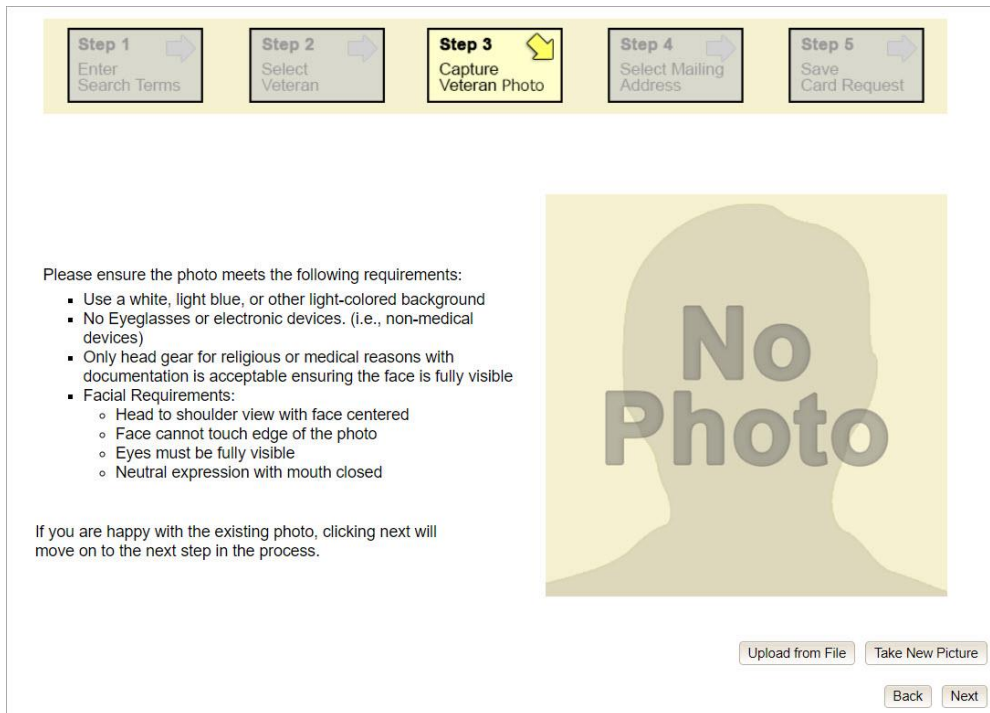 Step 1
Enter
Search Terms
Step 2
Select
Veteran
Step 3
Capture
Veteran Photo
Step 4
Select Mailing
Address
Step 5
Save
Card Request
Please ensure the photo meets the following requirements:
Use a white, light blue, or other light-colored background
No Eyeglasses or electronic devices. (i.e., non-medical
devices)
Only head gear for religious or medical reasons with
documentation is acceptable ensuring the face is fully visible
Facial Requirements:
Head to shoulder view with face centered
Face cannot touch edge of the photo
Eyes must be fully visible
Neutral expression with mouth closed
If you are happy with the existing photo, clicking next will
move on to the next step in the process.
No
Photo
Upload from File
Take New Picture
Back
Next